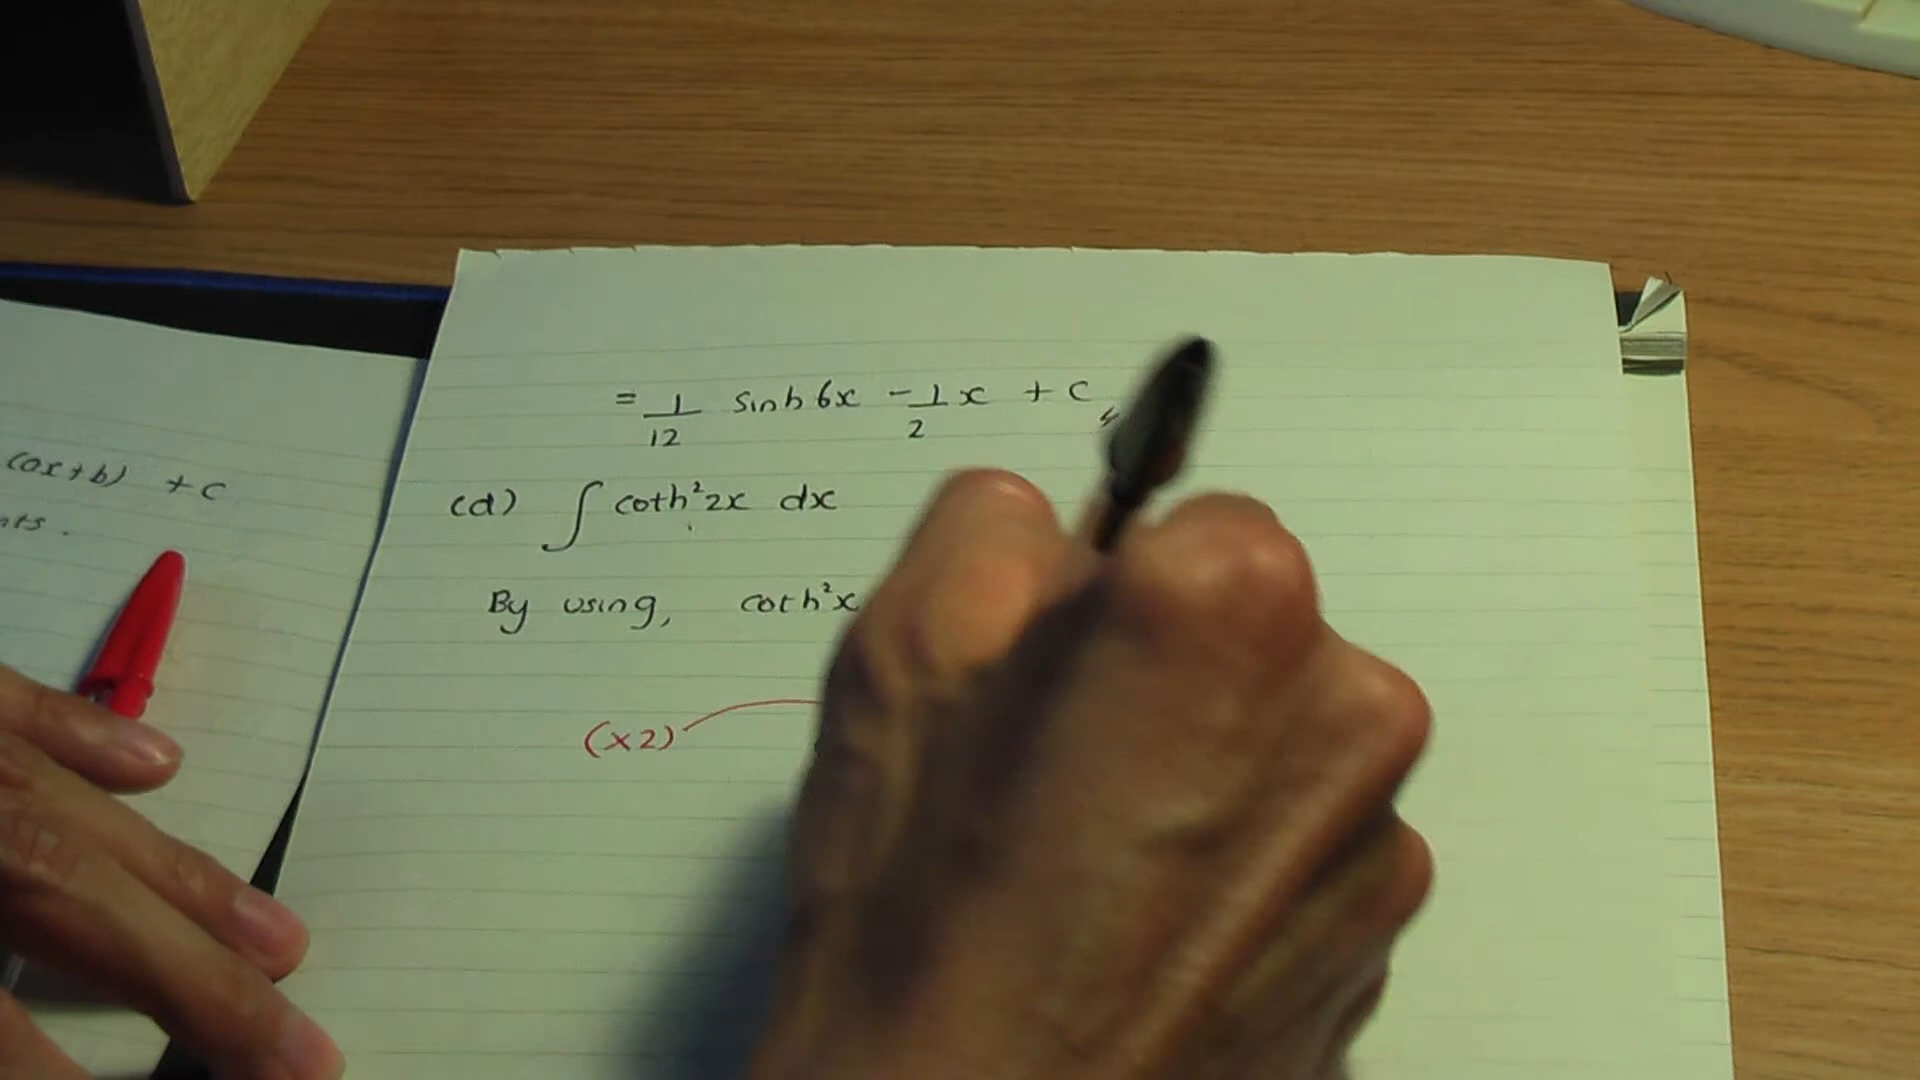 = 1/12 sinh 6x - 1/2 x + c
(ax+b) + c
(d) ∫ coth²2x dx
By using, coth²x
(x2)